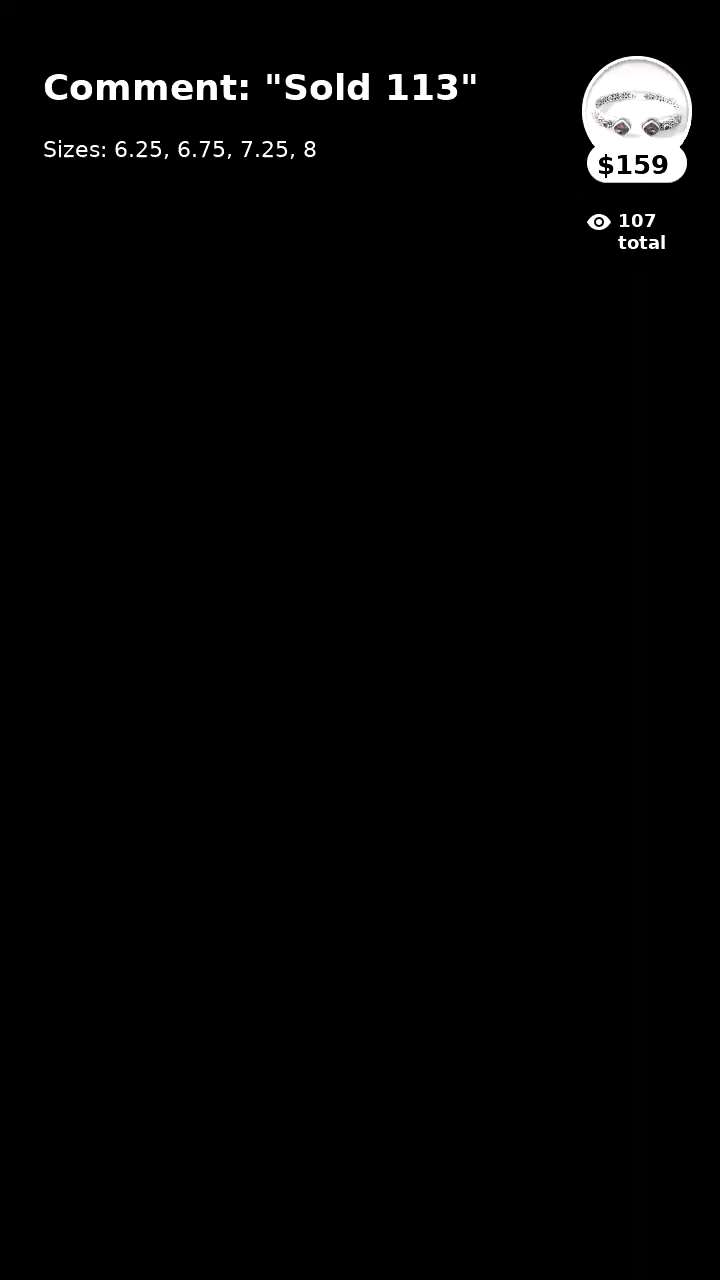 Comment: "Sold 113"
Sizes: 6.25, 6.75, 7.25, 8
$159
107
total